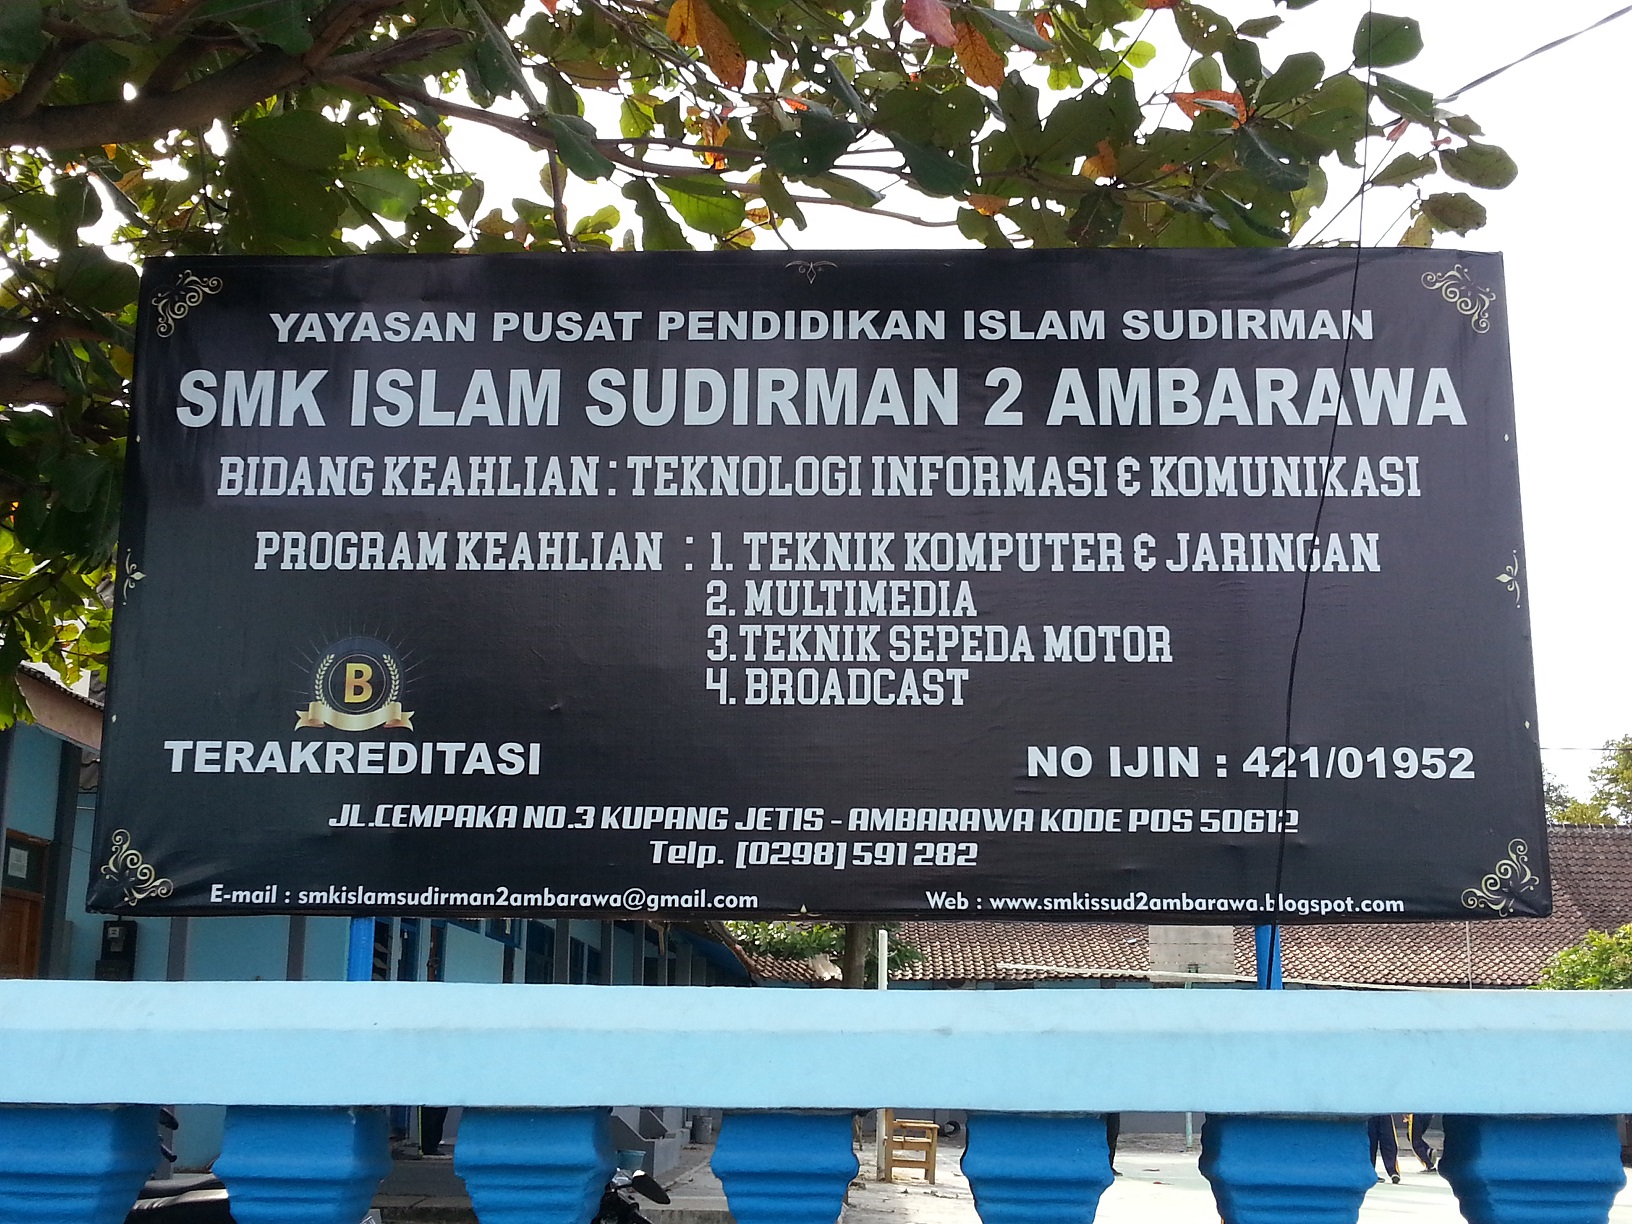 YAYASAN PUSAT PENDIDIKAN ISLAM SUDIRMAN
SMK ISLAM SUDIRMAN 2 AMBARAWA
BIDANG KEAHLIAN : TEKNOLOGI INFORMASI & KOMUNIKASI
PROGRAM KEAHLIAN : 1. TEKNIK KOMPUTER & JARINGAN
2. MULTIMEDIA
3. TEKNIK SEPEDA MOTOR
4. BROADCAST
B
TERAKREDITASI
NO IJIN : 421/01952
JL.CEMPAKA NO.3 KUPANG JETIS - AMBARAWA KODE POS 50612
Telp. [0298] 591 282
E-mail : smkislamsudirman2ambarawa@gmail.com
Web : www.smkissud2ambarawa.blogspot.com